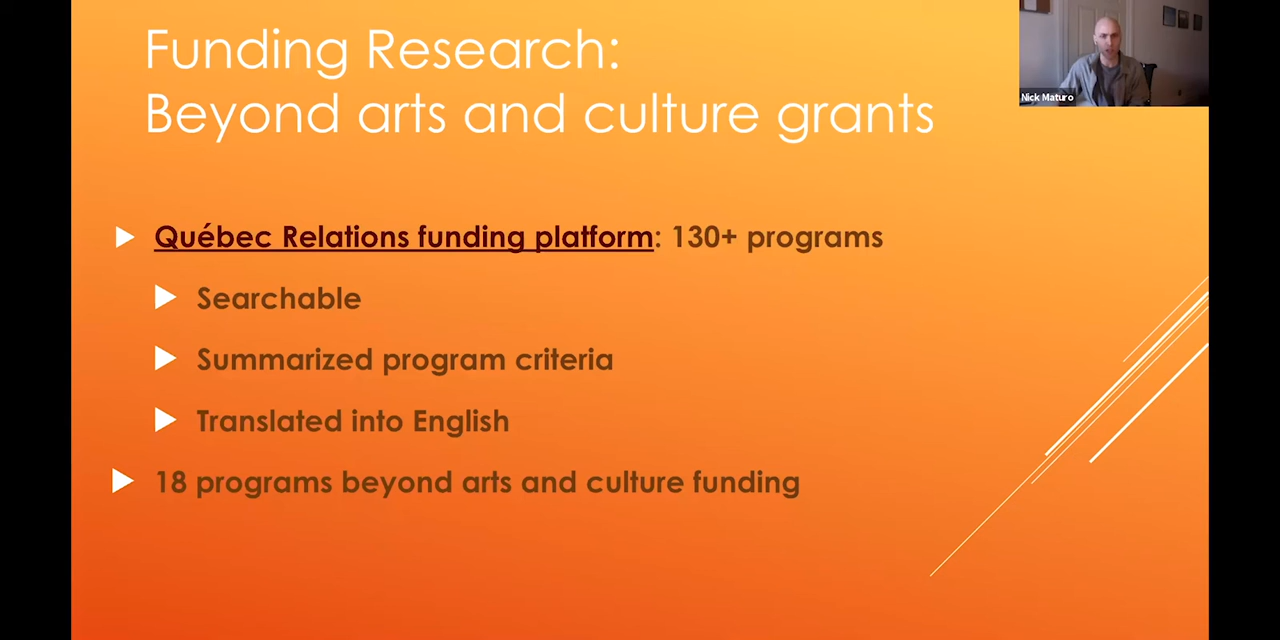 Funding Research:
Beyond arts and culture grants
Nick Maturo
Québec Relations funding platform: 130+ programs
Searchable
Summarized program criteria
Translated into English
18 programs beyond arts and culture funding